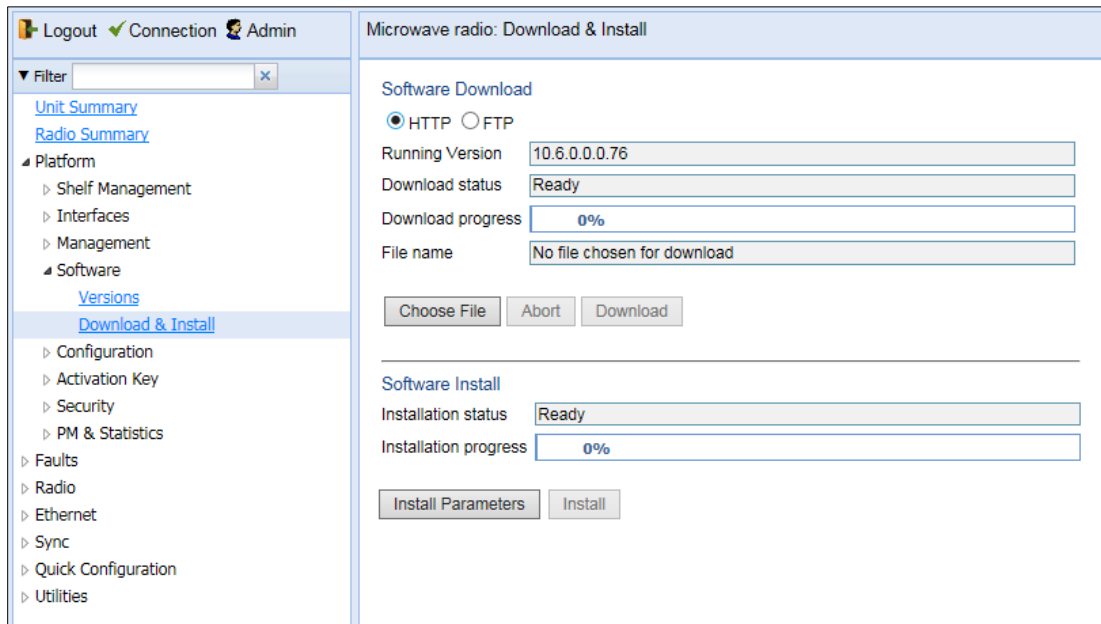 Logout Connection Admin
Filter
Unit Summary
Radio Summary
Platform
Shelf Management
Interfaces
Management
Software
Versions
Download & Install
Configuration
Activation Key
Security
PM & Statistics
Faults
Radio
Ethernet
Sync
Quick Configuration
Utilities
Microwave radio: Download & Install
Software Download
HTTP FTP
Running Version 10.6.0.0.0.76
Download status Ready
Download progress 0%
File name No file chosen for download
Choose File Abort Download
Software Install
Installation status Ready
Installation progress 0%
Install Parameters Install